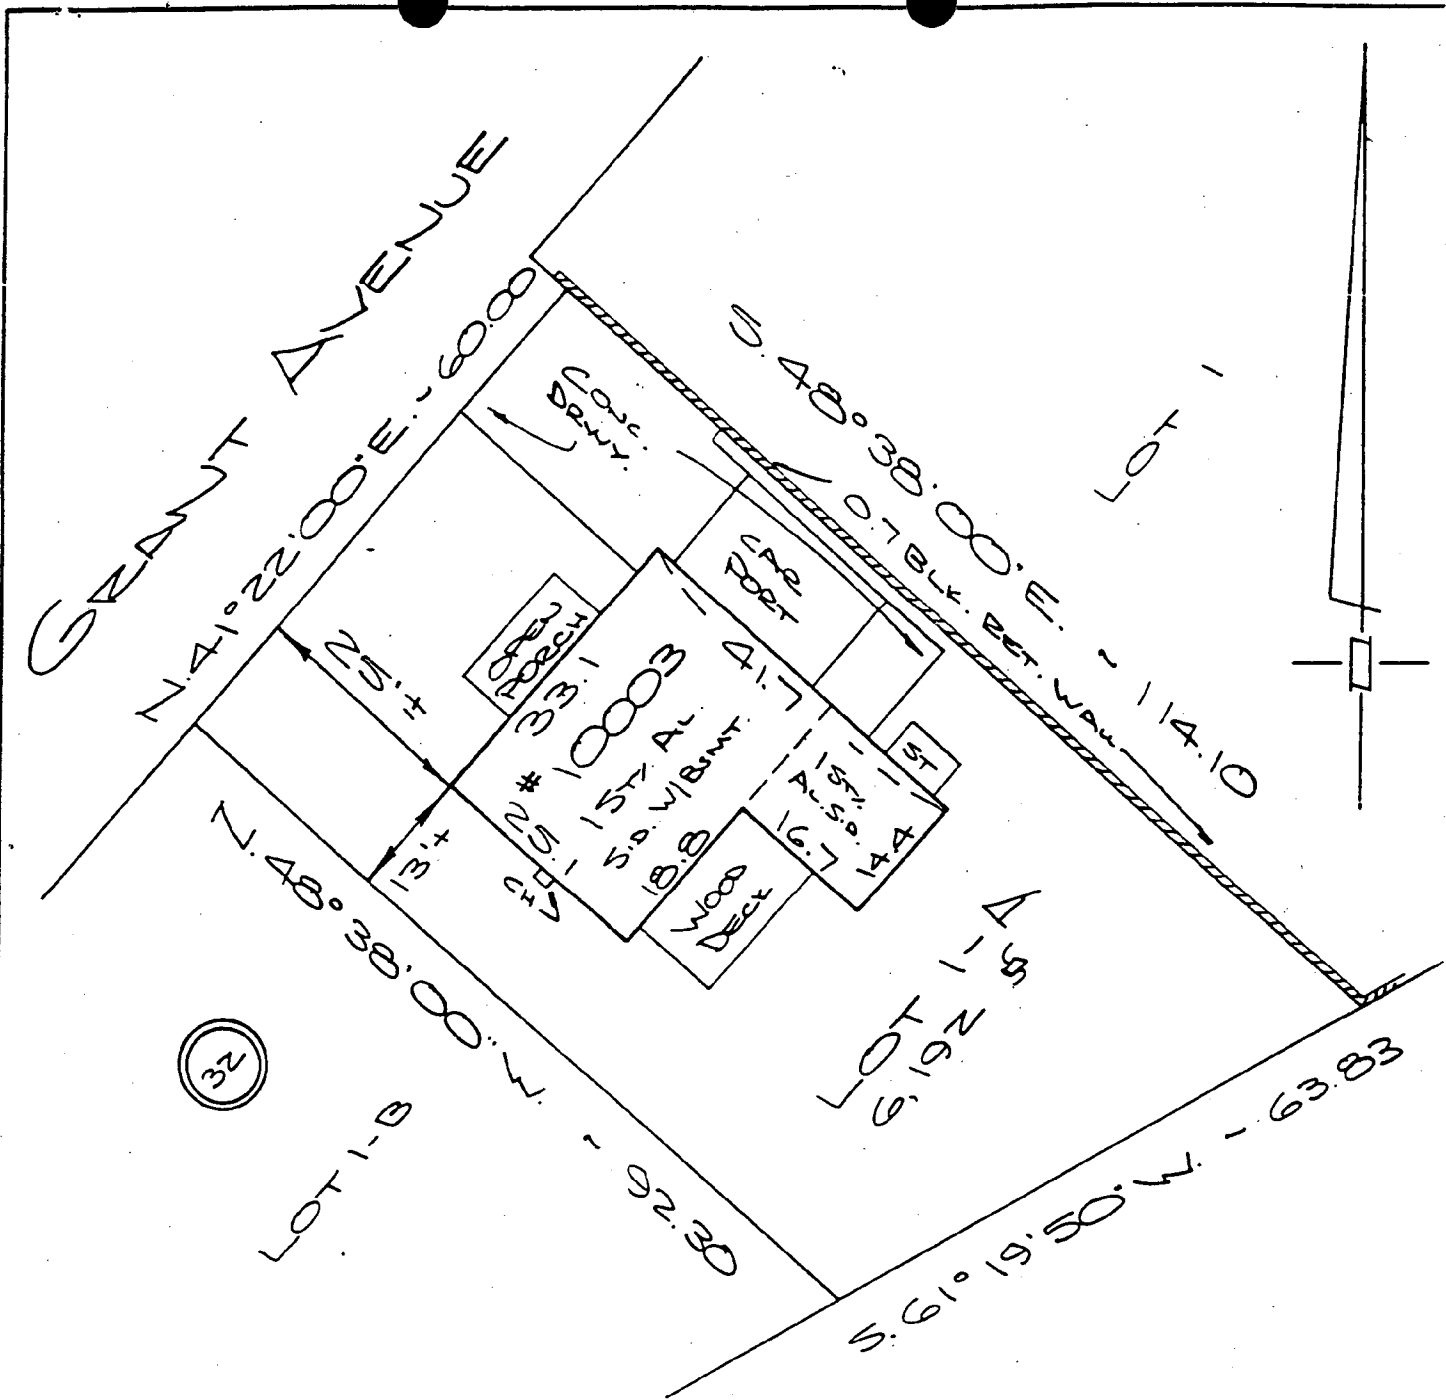 GRANT AVENUE
N. 41° 22' 00" E. ~ 60.00
S. 48° 38' 00" E. ~ 114.10
LOT 1
CONC.
DRWY.
0.7 BLK. RET. WALL
CAR
PORT
OPEN
PORCH
25'±
33.1
# 10003
41.7
1 STY. AL
S.D. W/BSMT.
25.1
18.8
13'±
CH
1 STY.
AL. S.D.
16.7
14.4
ST
WOOD
DECK
LOT 1-A
6,192 ✠
N. 48° 38' 00" W. ~ 92.30
32
LOT 1-B
S. 61° 19' 50" W. ~ 63.83